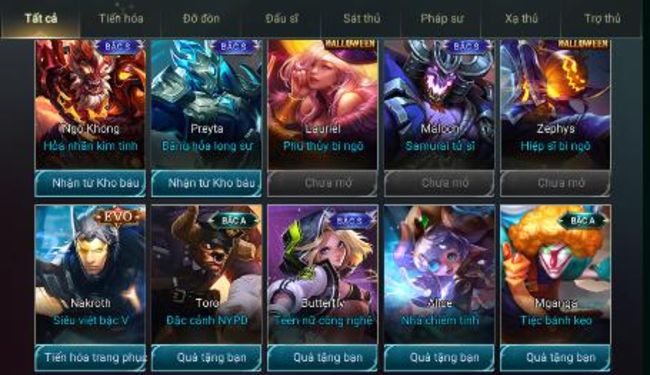 Tất cả
Tiến hóa
Đỡ đòn
Đấu sĩ
Sát thủ
Pháp sư
Xạ thủ
Trợ thủ
BẬC S
BẬC S
HALLOWEEN
BẬC S
HALLOWEEN
Ngộ Không
Preyta
Lauriel
Maloch
Zephys
Hỏa nhãn kim tinh
Băng hỏa long sư
Phù thủy bí ngô
Samurai tử sĩ
Hiệp sĩ bí ngô
Nhận từ Kho báu
Nhận từ Kho báu
Chưa mở
Chưa mở
Chưa mở
EVO
BẬC A
BẬC S
BẬC A
Nakroth
Toro
Butterfly
Alice
Mganga
Siêu việt bậc V
Đặc cảnh NYPD
Teen nữ công nghệ
Nhà chiêm tinh
Tiệc bánh kẹo
Tiến hóa trang phục
Quà tặng bạn
Quà tặng bạn
Quà tặng bạn
Quà tặng bạn